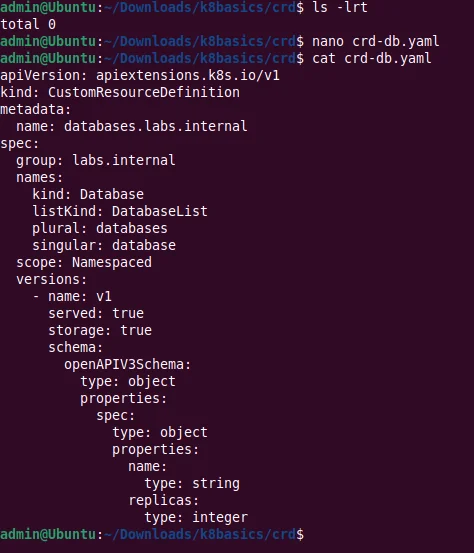 admin@Ubuntu:~/Downloads/k8basics/crd$ ls -lrt
total 0
admin@Ubuntu:~/Downloads/k8basics/crd$ nano crd-db.yaml
admin@Ubuntu:~/Downloads/k8basics/crd$ cat crd-db.yaml
apiVersion: apiextensions.k8s.io/v1
kind: CustomResourceDefinition
metadata:
  name: databases.labs.internal
spec:
  group: labs.internal
  names:
    kind: Database
    listKind: DatabaseList
    plural: databases
    singular: database
  scope: Namespaced
  versions:
    - name: v1
      served: true
      storage: true
      schema:
        openAPIV3Schema:
          type: object
          properties:
            spec:
              type: object
              properties:
                name:
                  type: string
                replicas:
                  type: integer
admin@Ubuntu:~/Downloads/k8basics/crd$